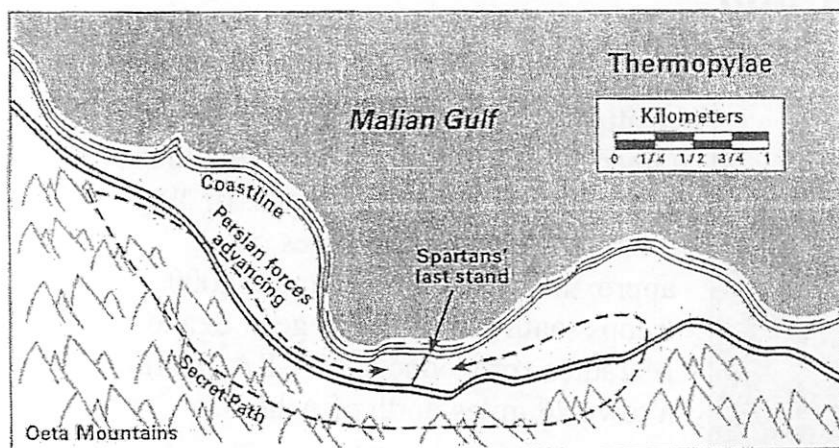 Thermopylae
Kilometers
0 1/4 1/2 3/4 1
Malian Gulf
Coastline
Persian forces
advancing
Spartans'
last stand
Secret Path
Oeta Mountains